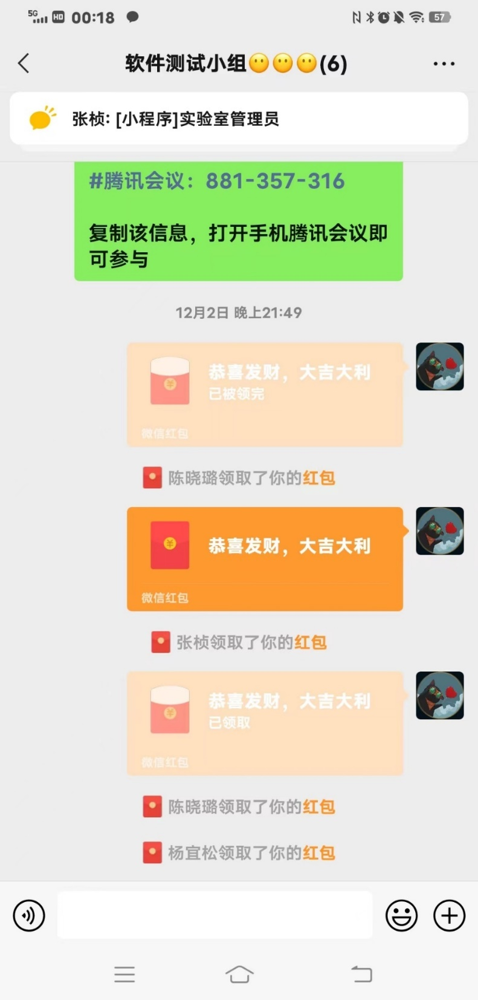 5G HD 00:18 57
软件测试小组😶😶😶(6)
张桢: [小程序]实验室管理员
#腾讯会议：881-357-316
复制该信息，打开手机腾讯会议即
可参与
12月2日 晚上21:49
恭喜发财，大吉大利
已被领完
微信红包
陈晓璐领取了你的红包
恭喜发财，大吉大利
微信红包
张桢领取了你的红包
恭喜发财，大吉大利
已领取
微信红包
陈晓璐领取了你的红包
杨宜松领取了你的红包